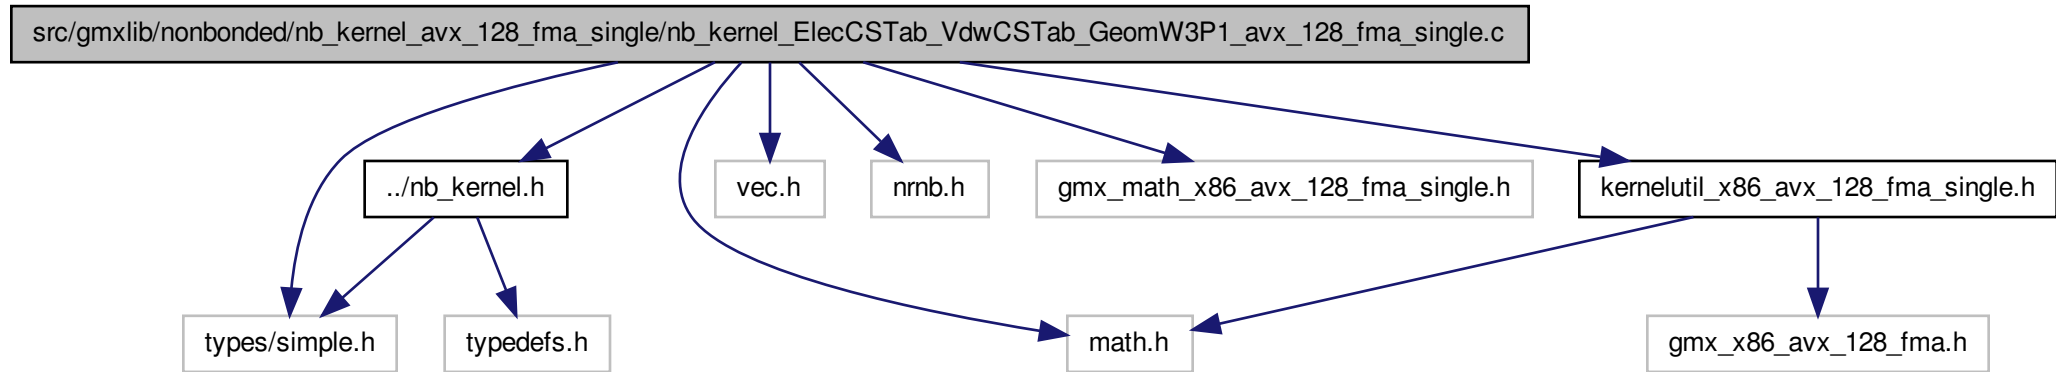 src/gmxlib/nonbonded/nb_kernel_avx_128_fma_single/nb_kernel_ElecCSTab_VdwCSTab_GeomW3P1_avx_128_fma_single.c
../nb_kernel.h
vec.h
nrnb.h
gmx_math_x86_avx_128_fma_single.h
kernelutil_x86_avx_128_fma_single.h
types/simple.h
typedefs.h
math.h
gmx_x86_avx_128_fma.h